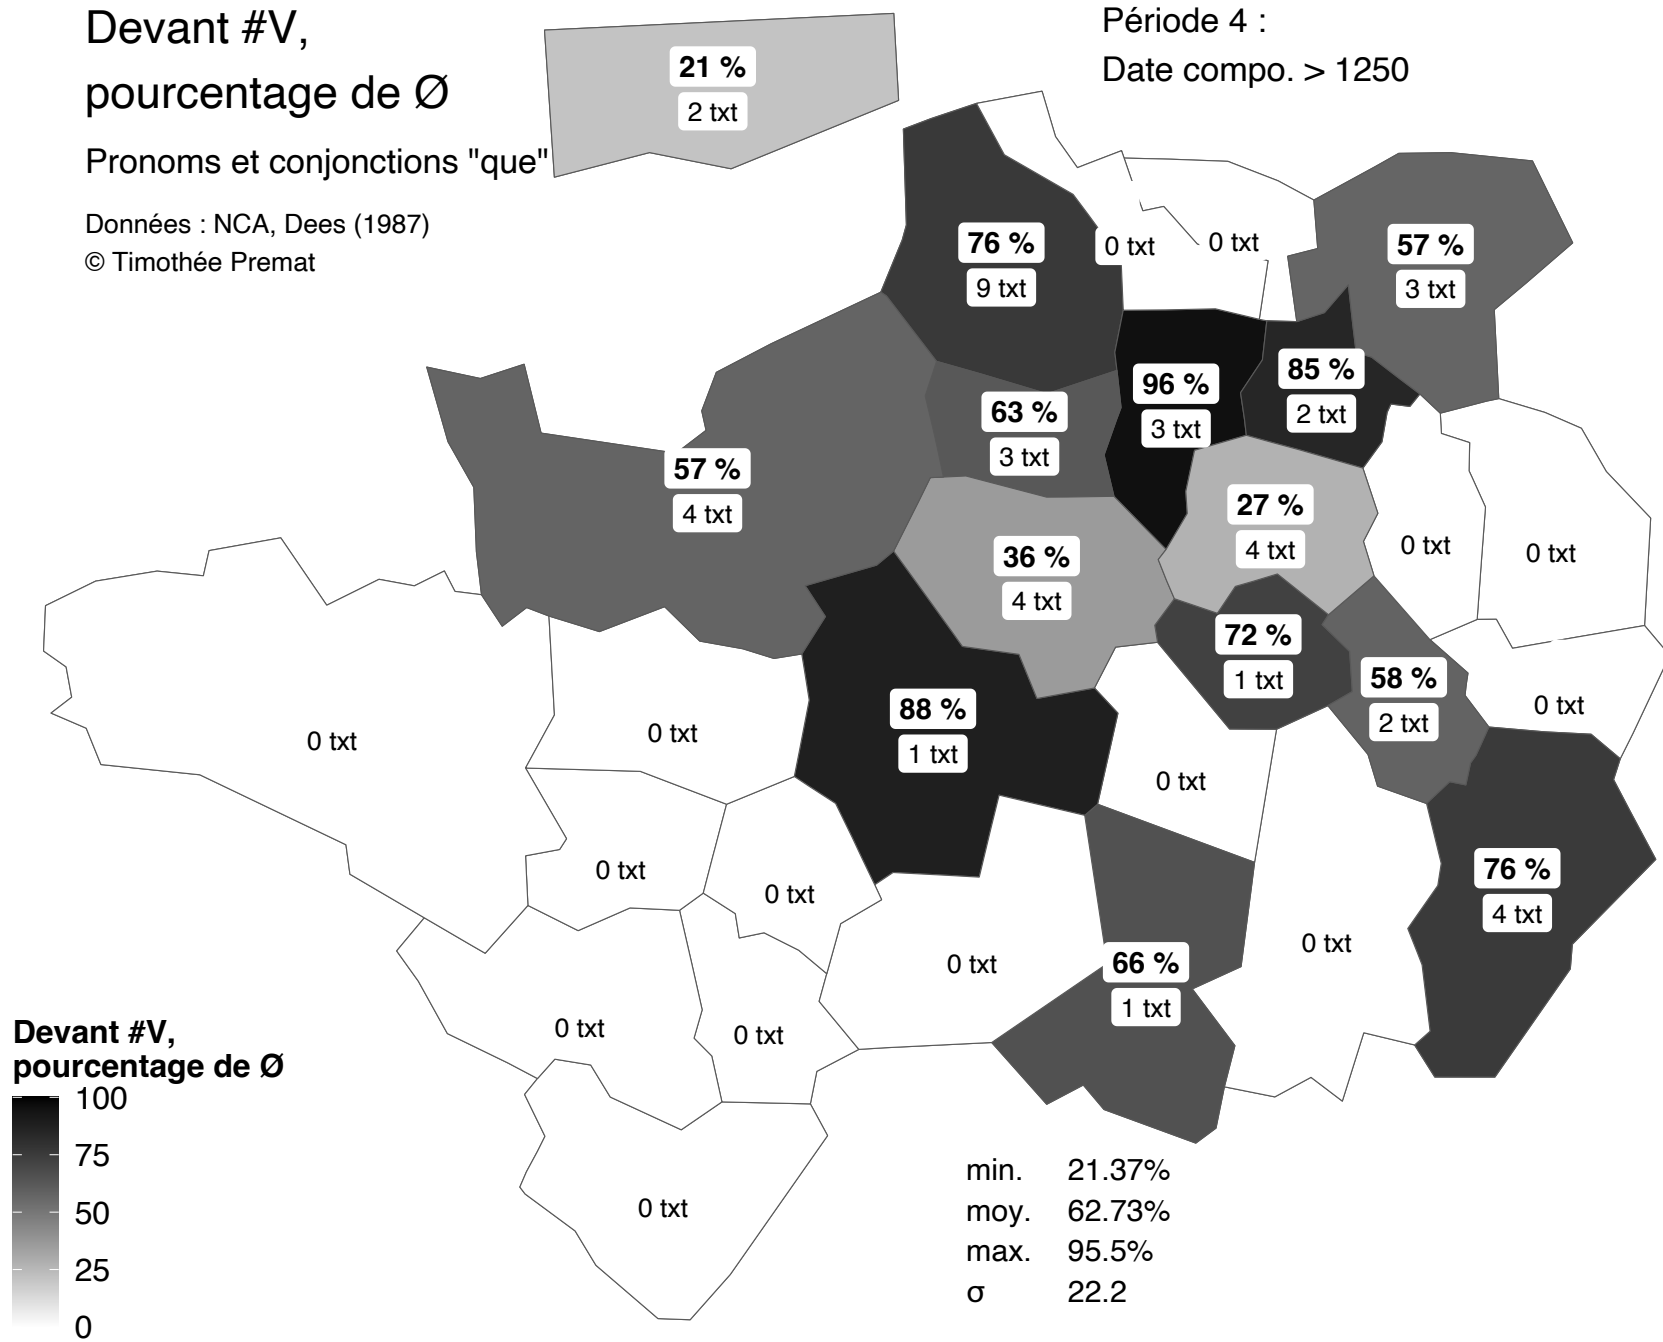 Devant #V,
pourcentage de Ø
Pronoms et conjonctions "que"
Données : NCA, Dees (1987)
© Timothée Premat
Période 4 :
Date compo. > 1250
21 %
2 txt
76 %
9 txt
0 txt
0 txt
57 %
3 txt
96 %
3 txt
85 %
2 txt
63 %
3 txt
57 %
4 txt
27 %
4 txt
36 %
4 txt
0 txt
0 txt
72 %
1 txt
58 %
2 txt
0 txt
88 %
1 txt
0 txt
0 txt
0 txt
76 %
4 txt
0 txt
0 txt
0 txt
66 %
1 txt
0 txt
0 txt
0 txt
0 txt
Devant #V,
pourcentage de Ø
100
75
50
25
0
min. 21.37%
moy. 62.73%
max. 95.5%
σ 22.2